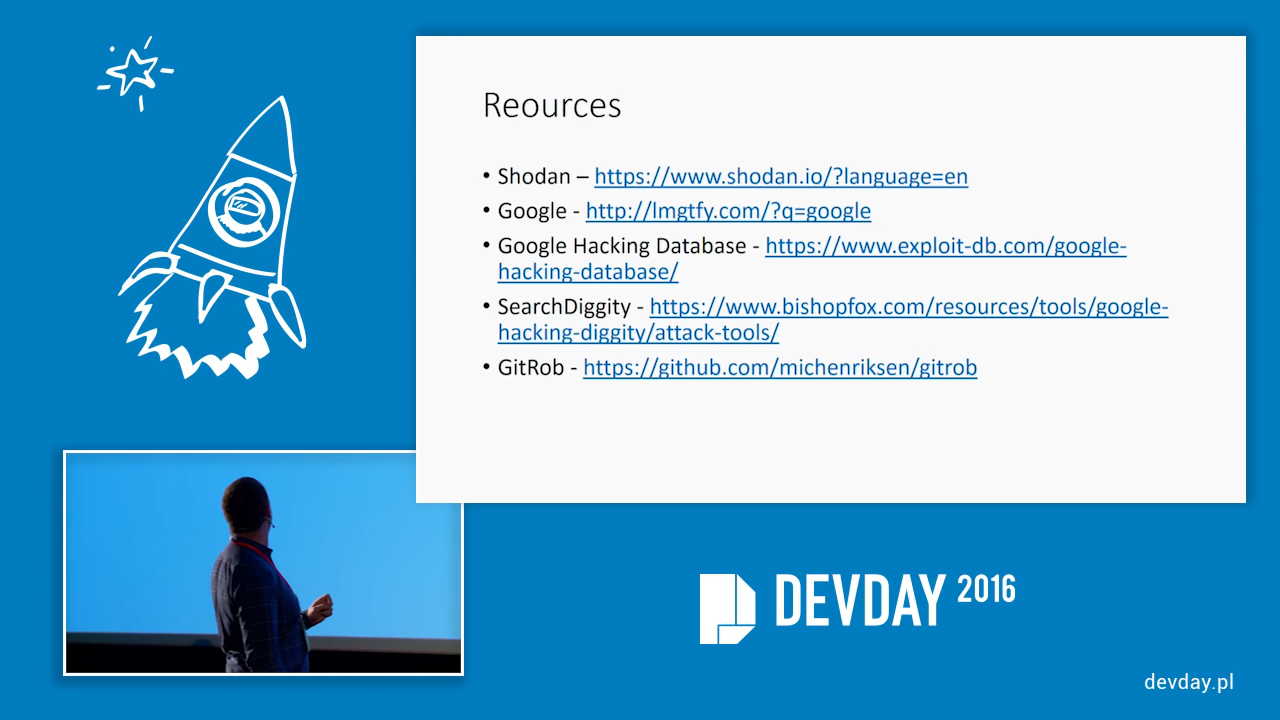 Reources
• Shodan – https://www.shodan.io/?language=en
• Google - http://lmgtfy.com/?q=google
• Google Hacking Database - https://www.exploit-db.com/google-
hacking-database/
• SearchDiggity - https://www.bishopfox.com/resources/tools/google-
hacking-diggity/attack-tools/
• GitRob - https://github.com/michenriksen/gitrob
DEVDAY 2016
devday.pl